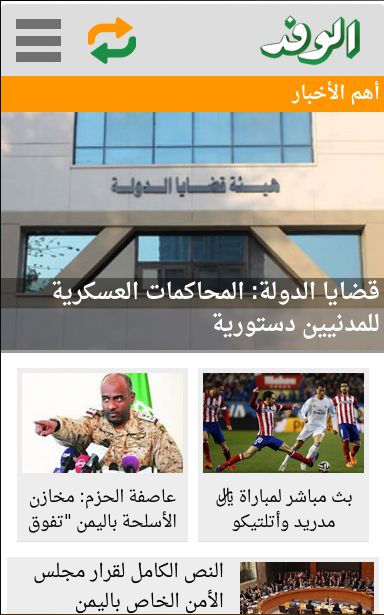 الوفد
أهم الأخبار
هيئة قضايا الدولة
قضايا الدولة: المحاكمات العسكرية
للمدنيين دستورية
بث مباشر لمباراة ريال
مدريد وأتلتيكو
عاصفة الحزم: مخازن
الأسلحة باليمن "تفوق
النص الكامل لقرار مجلس
الأمن الخاص باليمن